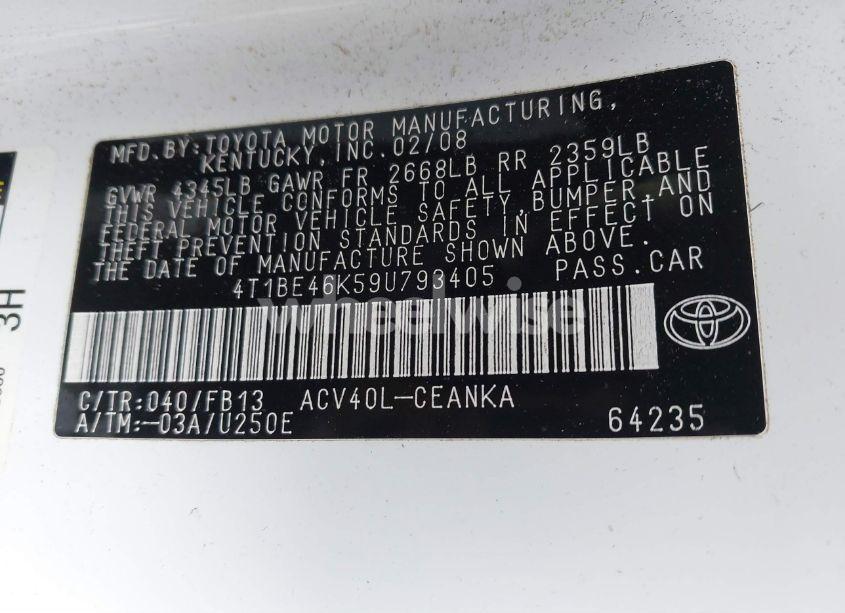 MFD.BY:TOYOTA MOTOR MANUFACTURING,
KENTUCKY,INC.02/08
GVWR 4345LB GAWR FR 2668LB RR 2359LB
THIS VEHICLE CONFORMS TO ALL APPLICABLE
FEDERAL MOTOR VEHICLE SAFETY,BUMPER,AND
THEFT PREVENTION STANDARDS IN EFFECT ON
THE DATE OF MANUFACTURE SHOWN ABOVE.
4T1BE46K59U793405 PASS.CAR
wheelwise
C/TR:040/FB13 ACV40L-CEANKA
A/TM:-03A/U250E 64235
3H